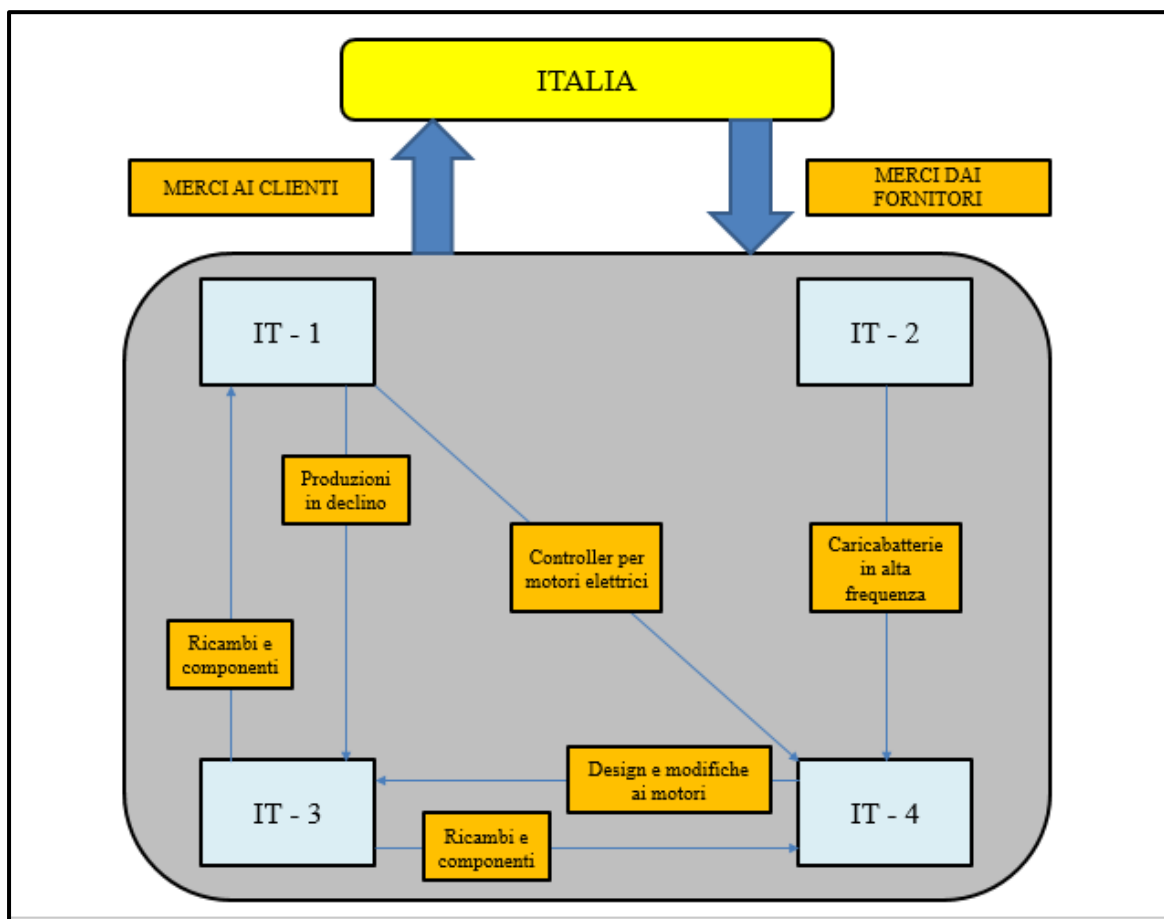 ITALIA
MERCI AI CLIENTI
MERCI DAI
FORNITORI
IT - 1
IT - 2
Produzioni
in declino
Controller per
motori elettrici
Caricabatterie
in alta
frequenza
Ricambi e
componenti
Design e modifiche
ai motori
IT - 3
IT - 4
Ricambi e
componenti